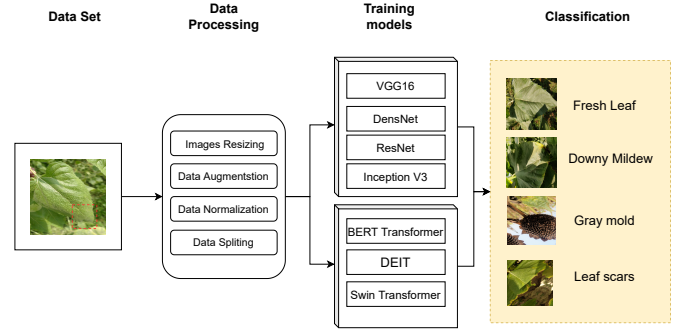 Data Set
Data
Processing
Training
models
Classification
Images Resizing
Data Augmentstion
Data Normalization
Data Spliting
VGG16
DensNet
ResNet
Inception V3
BERT Transformer
DEIT
Swin Transformer
Fresh Leaf
Downy Mildew
Gray mold
Leaf scars